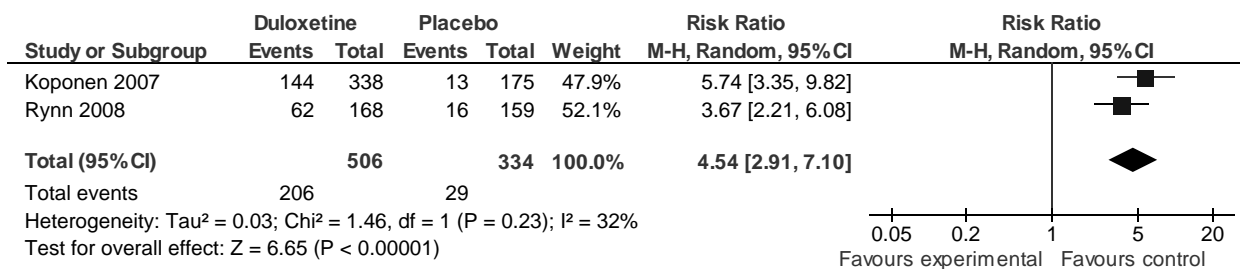 Duloxetine Placebo Risk Ratio Risk Ratio
Study or Subgroup Events Total Events Total Weight M-H, Random, 95%CI M-H, Random, 95%CI
Koponen 2007 144 338 13 175 47.9% 5.74 [3.35, 9.82]
Rynn 2008 62 168 16 159 52.1% 3.67 [2.21, 6.08]
Total (95%CI) 506 334 100.0% 4.54 [2.91, 7.10]
Total events 206 29
Heterogeneity: Tau² = 0.03; Chi² = 1.46, df = 1 (P = 0.23); I² = 32%
Test for overall effect: Z = 6.65 (P < 0.00001)
0.05 0.2 1 5 20
Favours experimental Favours control